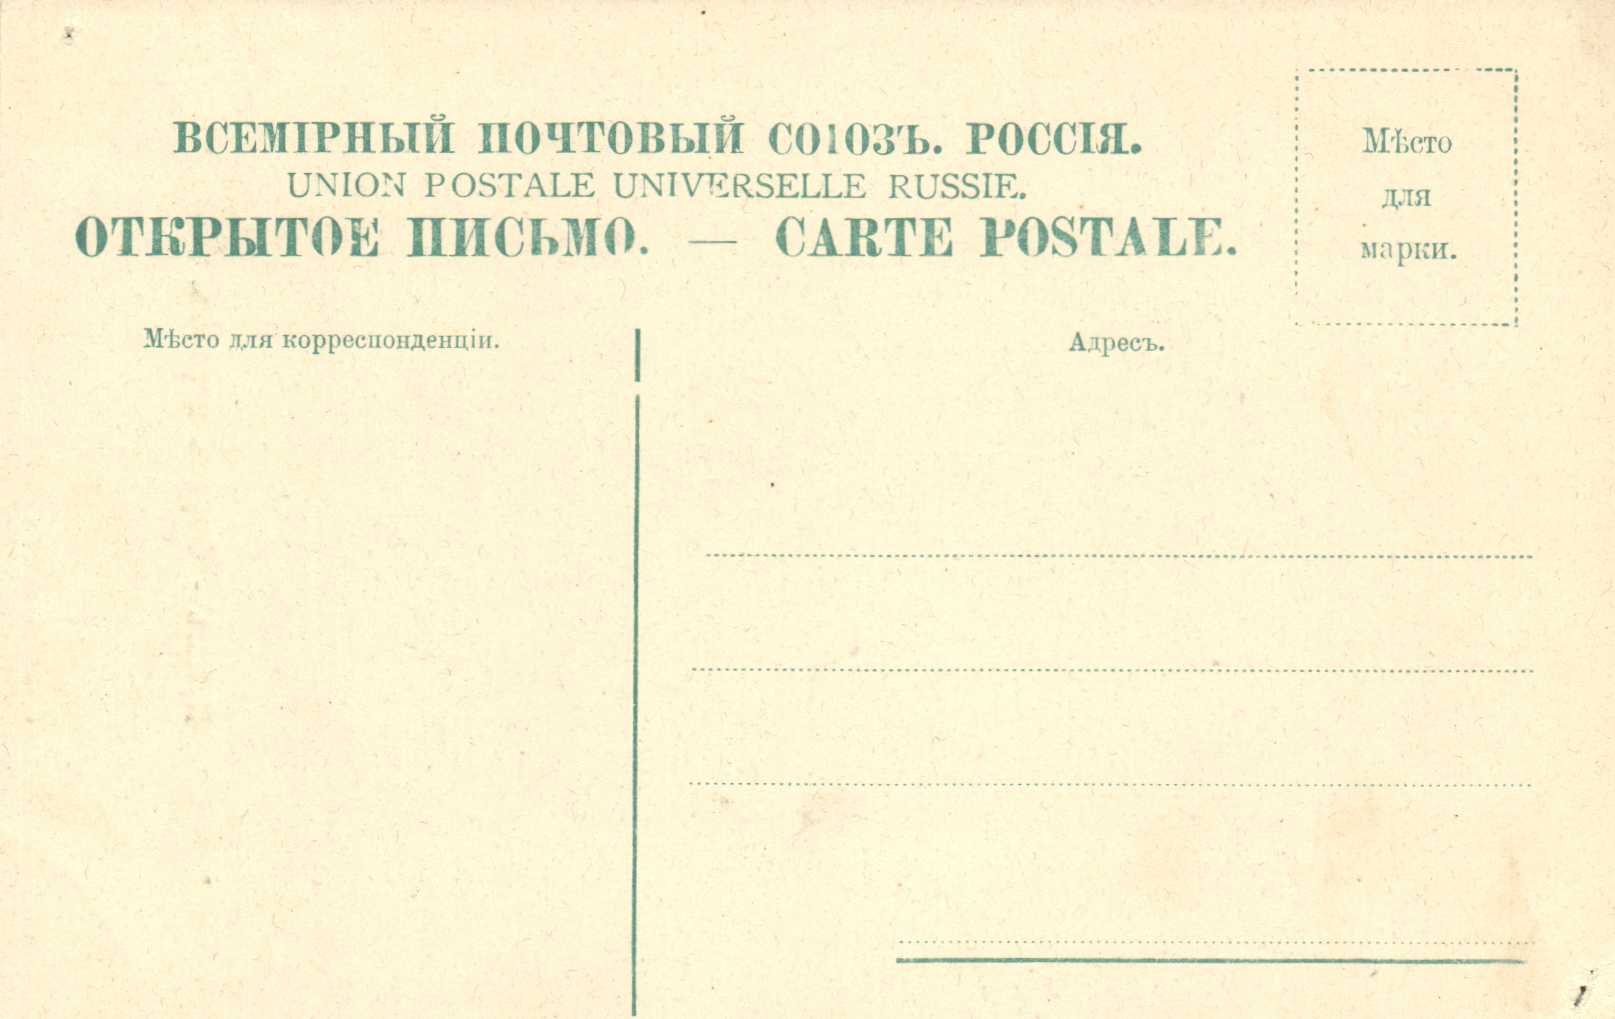 ВСЕМІРНЫЙ ПОЧТОВЫЙ СОЮЗЪ. РОССІЯ.
UNION POSTALE UNIVERSELLE RUSSIE.
ОТКРЫТОЕ ПИСЬМО. — CARTE POSTALE.
Мѣсто
для
марки.
Мѣсто для корреспонденціи.
Адресъ.